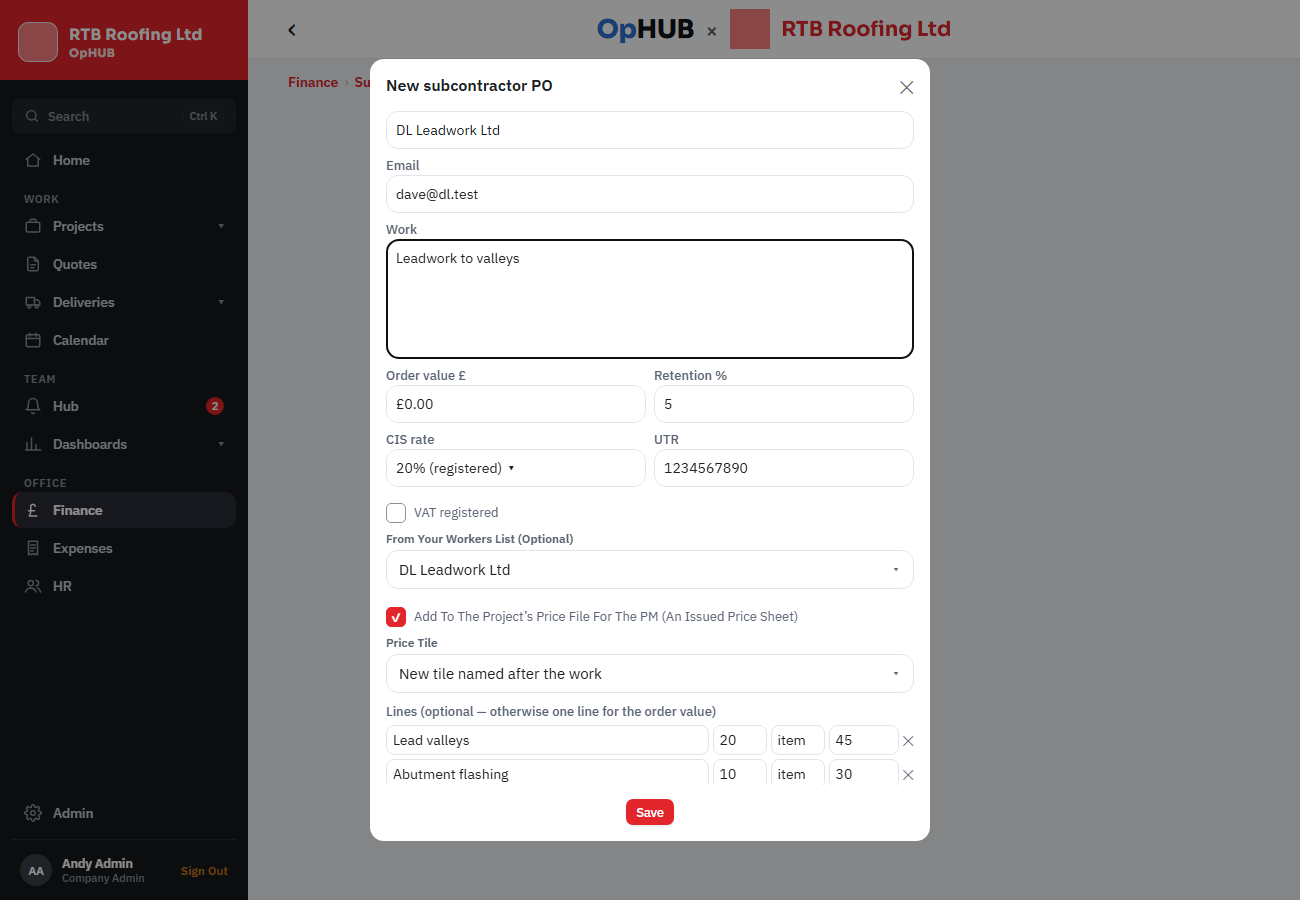 RTB Roofing Ltd
OpHUB
Search Ctrl K
Home
WORK
Projects
Quotes
Deliveries
Calendar
TEAM
Hub 2
Dashboards
OFFICE
Finance
Expenses
HR
Admin
AA Andy Admin
Company Admin
Sign Out
OpHUB × RTB Roofing Ltd
Finance › Su
New subcontractor PO
DL Leadwork Ltd
Email
dave@dl.test
Work
Leadwork to valleys
Order value £ Retention %
£0.00 5
CIS rate UTR
20% (registered) 1234567890
VAT registered
From Your Workers List (Optional)
DL Leadwork Ltd
Add To The Project's Price File For The PM (An Issued Price Sheet)
Price Tile
New tile named after the work
Lines (optional — otherwise one line for the order value)
Lead valleys 20 item 45
Abutment flashing 10 item 30
Save